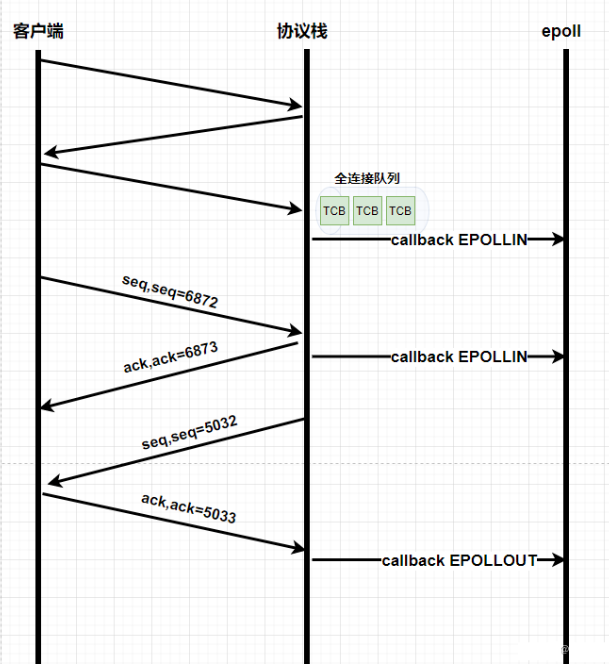 客户端
协议栈
epoll
全连接队列
TCB
TCB
TCB
callback EPOLLIN
seq,seq=6872
ack,ack=6873
callback EPOLLIN
seq,seq=5032
ack,ack=5033
callback EPOLLOUT
@